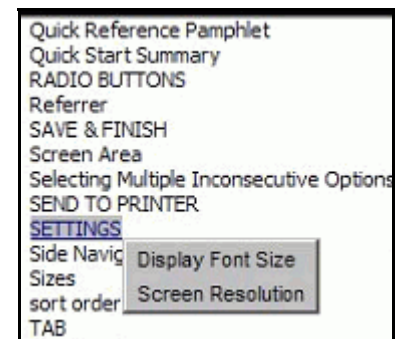 Quick Reference Pamphlet
Quick Start Summary
RADIO BUTTONS
Referrer
SAVE & FINISH
Screen Area
Selecting Multiple Inconsecutive Options
SEND TO PRINTER
SETTINGS
Side Navig
Display Font Size
Sizes
Screen Resolution
sort order
TAB